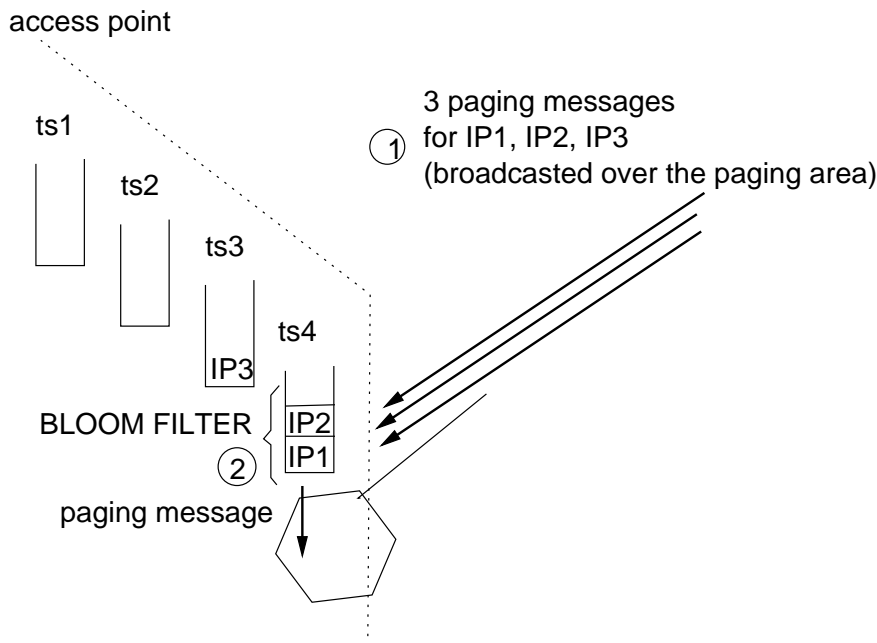 access point
3 paging messages
for IP1, IP2, IP3
(broadcasted over the paging area)
1
ts1
ts2
ts3
ts4
IP3
IP2
IP1
BLOOM FILTER
2
paging message